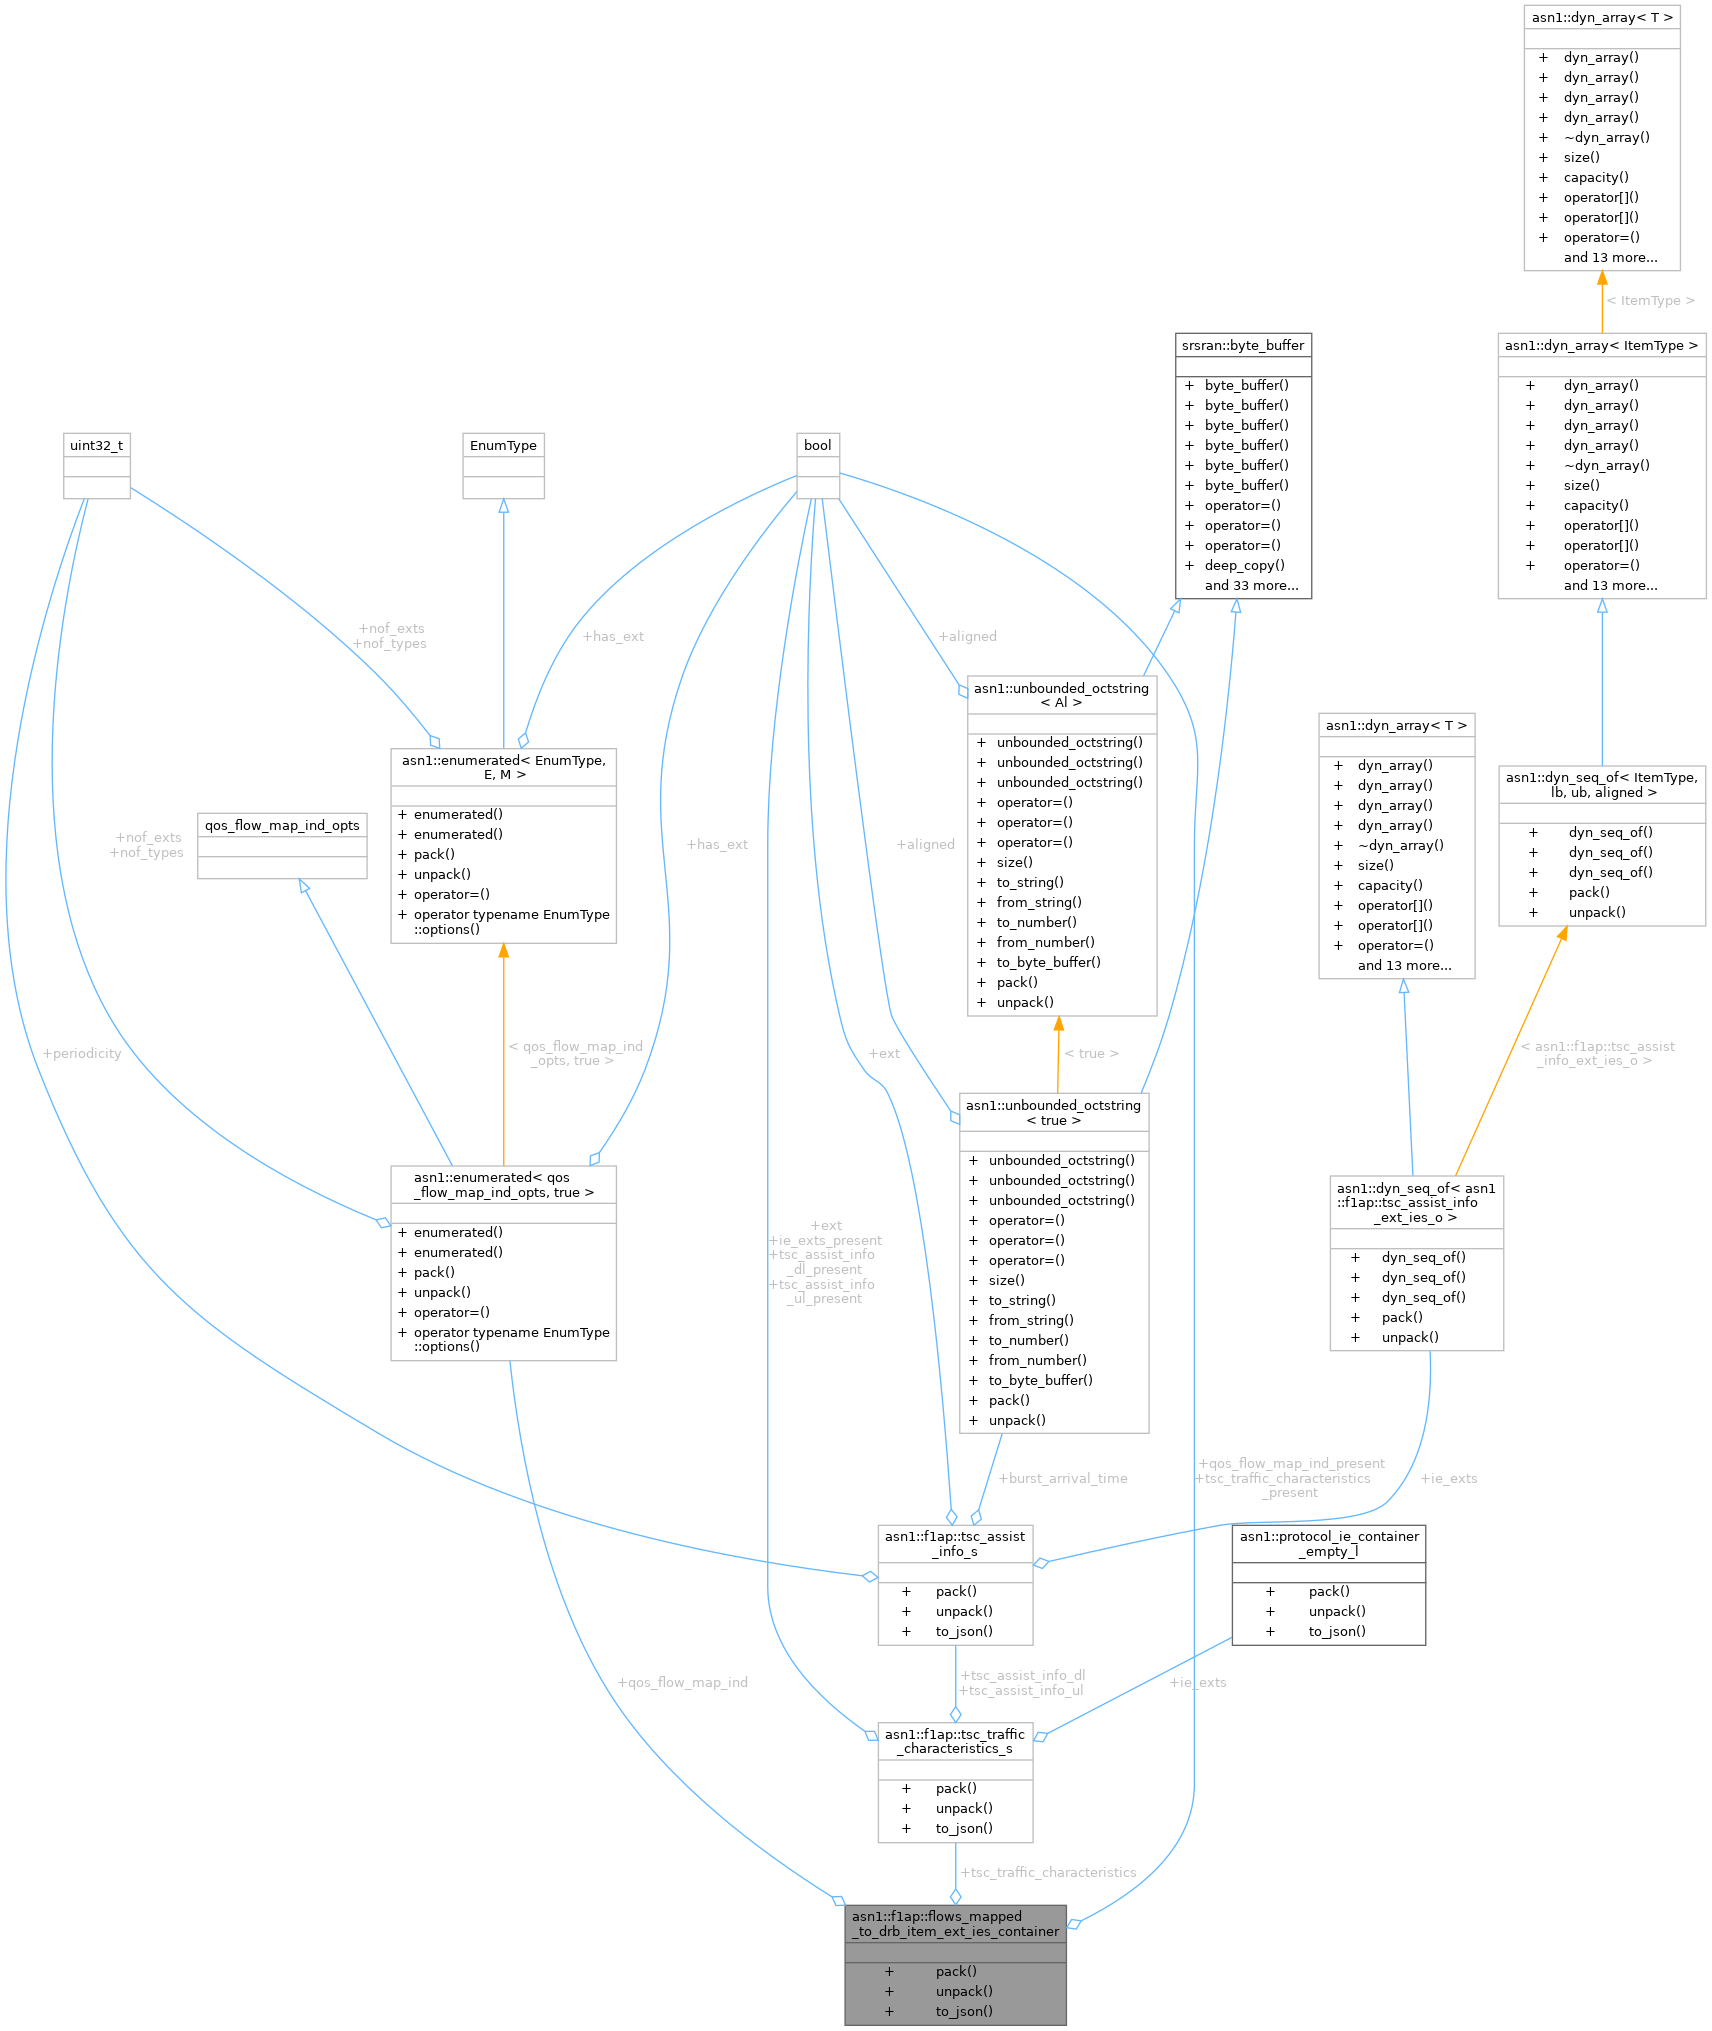 asn1::dyn_array< T >
+ dyn_array()
+ dyn_array()
+ dyn_array()
+ dyn_array()
+ ~dyn_array()
+ size()
+ capacity()
+ operator[]()
+ operator[]()
+ operator=()
and 13 more...
< ItemType >
srsran::byte_buffer
+ byte_buffer()
+ byte_buffer()
+ byte_buffer()
+ byte_buffer()
+ byte_buffer()
+ byte_buffer()
+ operator=()
+ operator=()
+ operator=()
+ deep_copy()
and 33 more...
asn1::dyn_array< ItemType >
+ dyn_array()
+ dyn_array()
+ dyn_array()
+ dyn_array()
+ ~dyn_array()
+ size()
+ capacity()
+ operator[]()
+ operator[]()
+ operator=()
and 13 more...
uint32_t
EnumType
bool
+nof_exts
+nof_types
+has_ext
+aligned
asn1::unbounded_octstring
< Al >
+ unbounded_octstring()
+ unbounded_octstring()
+ unbounded_octstring()
+ operator=()
+ operator=()
+ operator=()
+ size()
+ to_string()
+ from_string()
+ to_number()
+ from_number()
+ to_byte_buffer()
+ pack()
+ unpack()
asn1::dyn_array< T >
+ dyn_array()
+ dyn_array()
+ dyn_array()
+ dyn_array()
+ ~dyn_array()
+ size()
+ capacity()
+ operator[]()
+ operator[]()
+ operator=()
and 13 more...
asn1::dyn_seq_of< ItemType,
lb, ub, aligned >
+ dyn_seq_of()
+ dyn_seq_of()
+ dyn_seq_of()
+ pack()
+ unpack()
asn1::enumerated< EnumType,
E, M >
+ enumerated()
+ enumerated()
+ pack()
+ unpack()
+ operator=()
+ operator typename EnumType
::options()
qos_flow_map_ind_opts
+nof_exts
+nof_types
+has_ext
+aligned
+periodicity
< qos_flow_map_ind
_opts, true >
+ext
< true >
< asn1::f1ap::tsc_assist
_info_ext_ies_o >
asn1::unbounded_octstring
< true >
+ unbounded_octstring()
+ unbounded_octstring()
+ unbounded_octstring()
+ operator=()
+ operator=()
+ operator=()
+ size()
+ to_string()
+ from_string()
+ to_number()
+ from_number()
+ to_byte_buffer()
+ pack()
+ unpack()
asn1::enumerated< qos
_flow_map_ind_opts, true >
+ enumerated()
+ enumerated()
+ pack()
+ unpack()
+ operator=()
+ operator typename EnumType
::options()
asn1::dyn_seq_of< asn1
::f1ap::tsc_assist_info
_ext_ies_o >
+ dyn_seq_of()
+ dyn_seq_of()
+ dyn_seq_of()
+ pack()
+ unpack()
+ext
+ie_exts_present
+tsc_assist_info
_dl_present
+tsc_assist_info
_ul_present
+burst_arrival_time
+qos_flow_map_ind_present
+tsc_traffic_characteristics
_present
+ie_exts
asn1::f1ap::tsc_assist
_info_s
+ pack()
+ unpack()
+ to_json()
asn1::protocol_ie_container
_empty_l
+ pack()
+ unpack()
+ to_json()
+qos_flow_map_ind
+tsc_assist_info_dl
+tsc_assist_info_ul
+ie_exts
asn1::f1ap::tsc_traffic
_characteristics_s
+ pack()
+ unpack()
+ to_json()
+tsc_traffic_characteristics
asn1::f1ap::flows_mapped
_to_drb_item_ext_ies_container
+ pack()
+ unpack()
+ to_json()